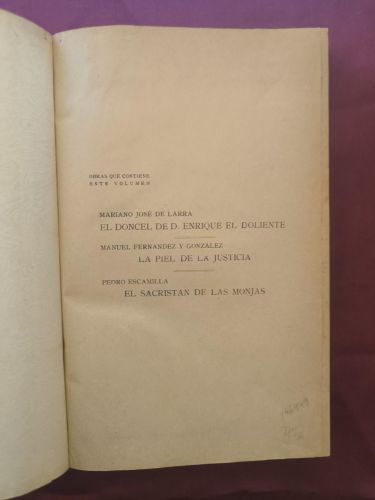 OBRAS QUE CONTIENE
ESTE VOLUMEN
MARIANO JOSÉ DE LARRA
EL DONCEL DE D. ENRIQUE EL DOLIENTE
MANUEL FERNANDEZ Y GONZALEZ
LA PIEL DE LA JUSTICIA
PEDRO ESCAMILLA
EL SACRISTAN DE LAS MONJAS